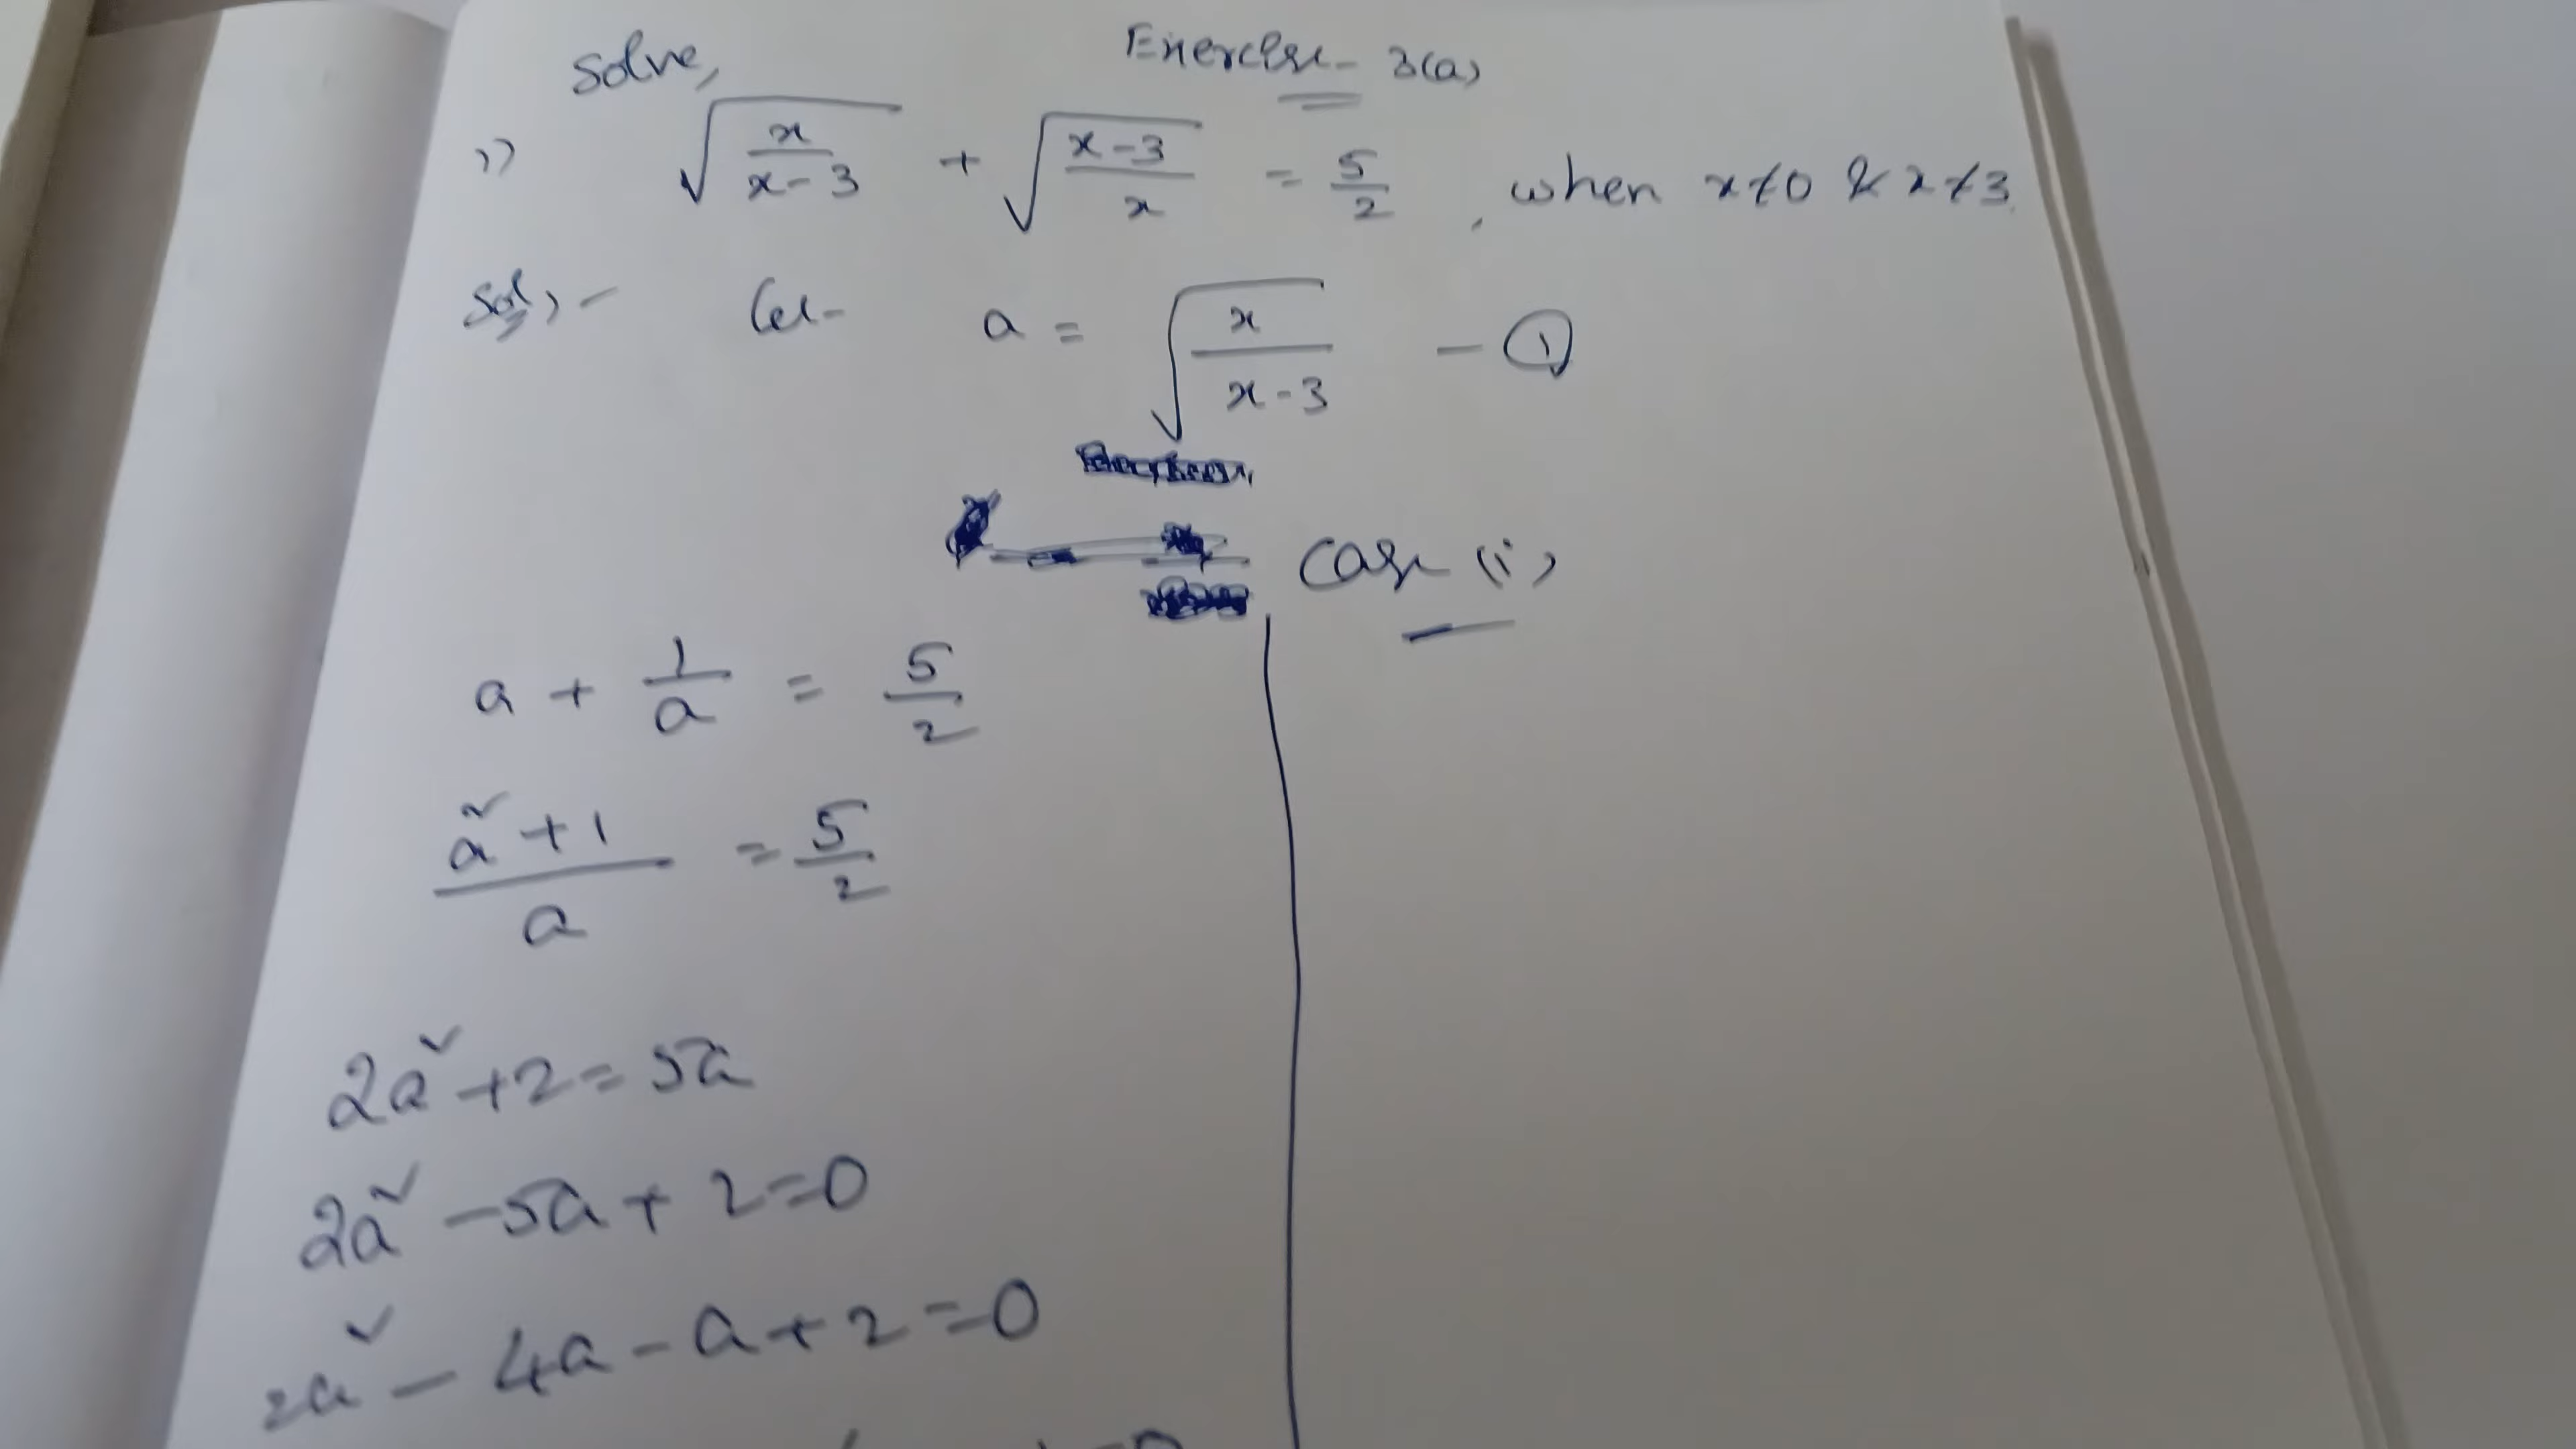 Solve, Exercise - 3(a)
1) √(x/(x-3)) + √((x-3)/x) = 5/2, when x≠0 & x≠3
Sol:- Let a = √(x/(x-3)) - ①
Case (i)
a + 1/a = 5/2
(a²+1)/a = 5/2
2a²+2=5a
2a²-5a+2=0
2a²-4a-a+2=0